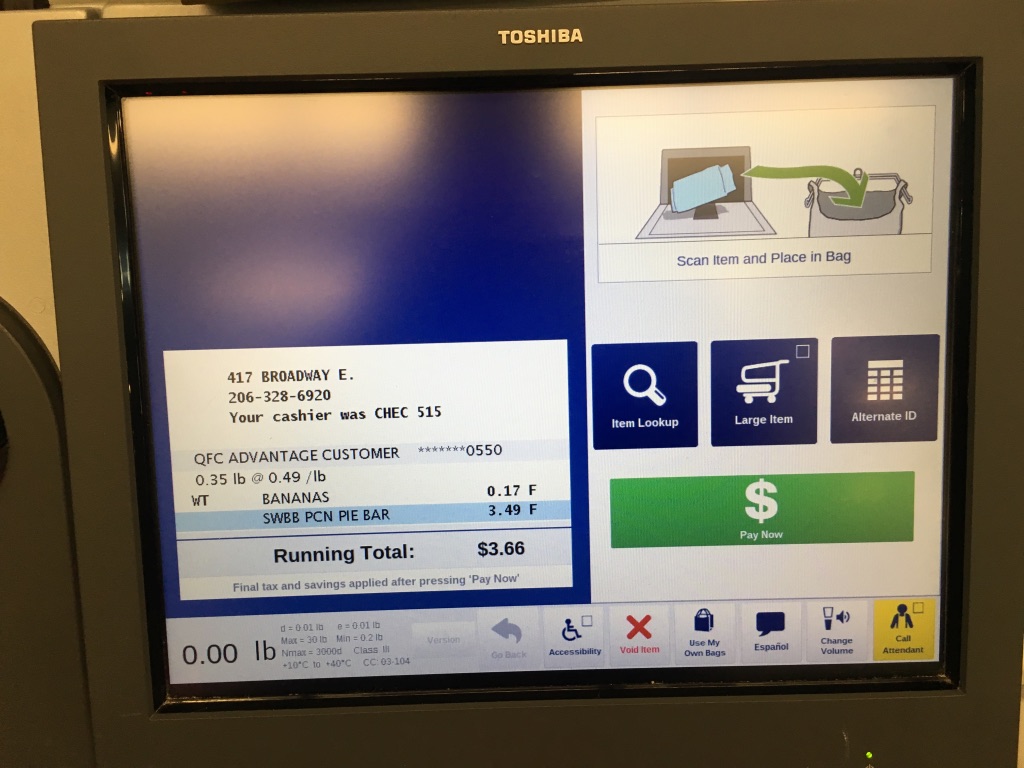 TOSHIBA
Scan Item and Place in Bag
417 BROADWAY E.
206-328-6920
Your cashier was CHEC 515
QFC ADVANTAGE CUSTOMER *******0550
0.35 lb @ 0.49 /lb
WT BANANAS 0.17 F
SWBB PCN PIE BAR 3.49 F
Running Total: $3.66
Final tax and savings applied after pressing 'Pay Now'
Item Lookup
Large Item
Alternate ID
$
Pay Now
0.00 lb
d = 0.01 lb e = 0.01 lb
Max = 30 lb Min = 0.2 lb
Nmax = 3000d Class III
+10°C to +40°C CC: 03-104
Version
Go Back
Accessibility
Void Item
Use My
Own Bags
Español
Change
Volume
Call
Attendant